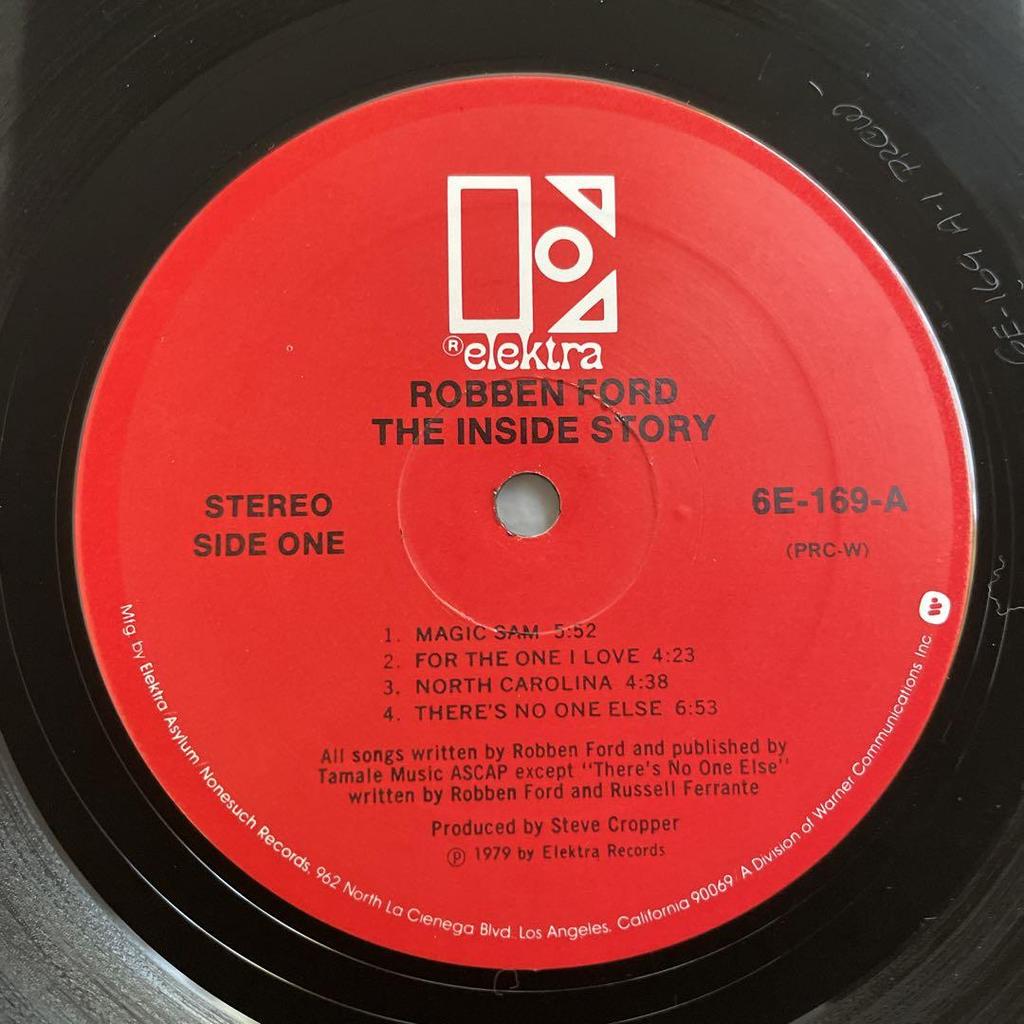 ® elektra
ROBBEN FORD
THE INSIDE STORY
STEREO
SIDE ONE
6E-169-A
(PRC-W)
1. MAGIC SAM 5:52
2. FOR THE ONE I LOVE 4:23
3. NORTH CAROLINA 4:38
4. THERE'S NO ONE ELSE 6:53
All songs written by Robben Ford and published by
Tamale Music ASCAP except "There's No One Else"
written by Robben Ford and Russell Ferrante
Produced by Steve Cropper
℗ 1979 by Elektra Records
Mfg. by Elektra/Asylum/Nonesuch Records, 962 North La Cienega Blvd. Los Angeles, California 90069/A Division of Warner Communications Inc.
6E-169 A-1 PRCW -